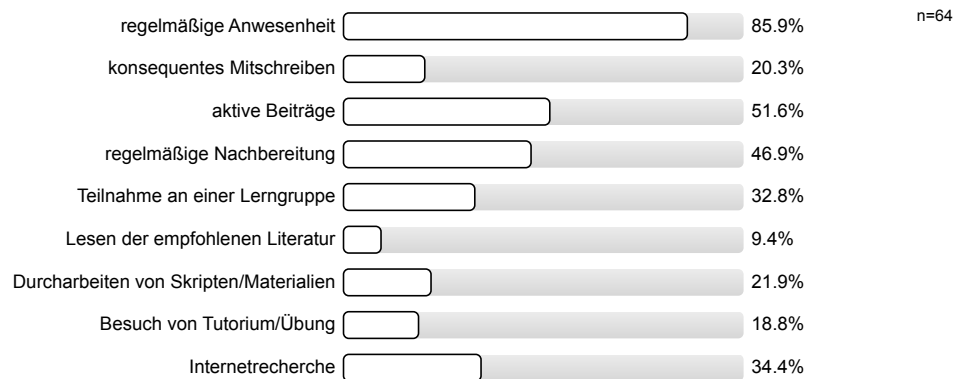 regelmäßige Anwesenheit 85.9% n=64
konsequentes Mitschreiben 20.3%
aktive Beiträge 51.6%
regelmäßige Nachbereitung 46.9%
Teilnahme an einer Lerngruppe 32.8%
Lesen der empfohlenen Literatur 9.4%
Durcharbeiten von Skripten/Materialien 21.9%
Besuch von Tutorium/Übung 18.8%
Internetrecherche 34.4%